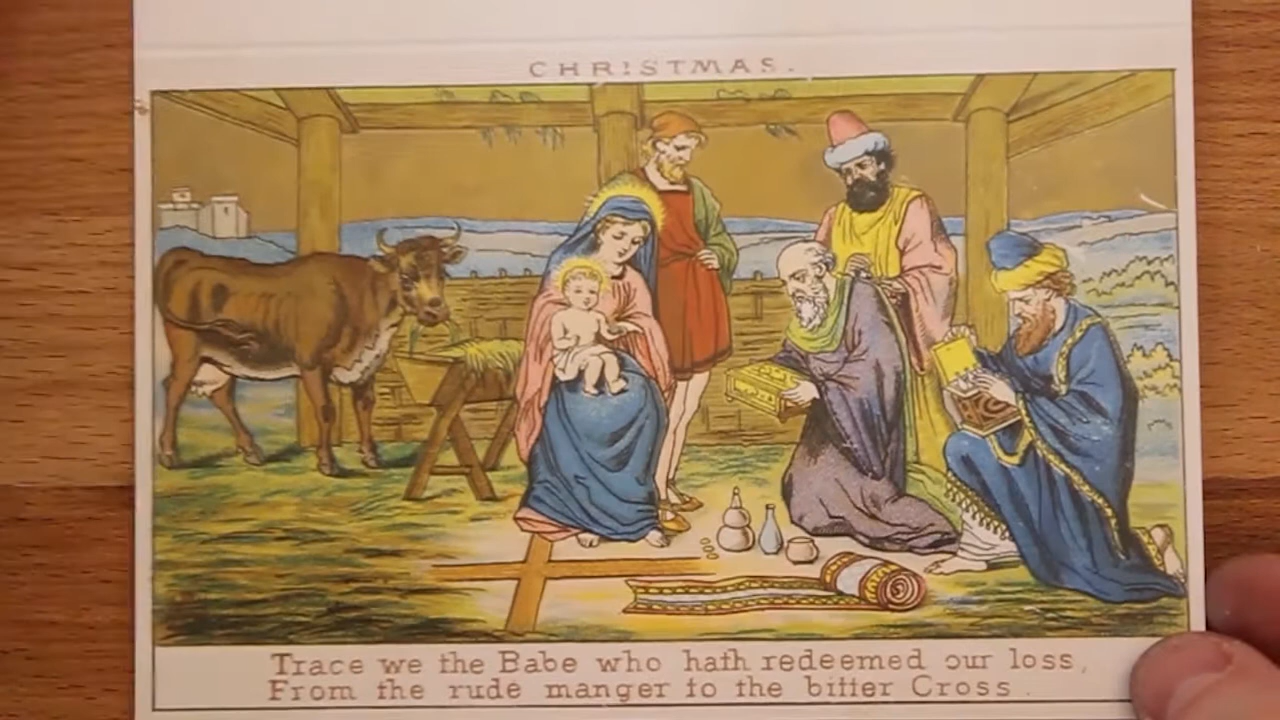 CHRISTMAS.
Trace we the Babe who hath redeemed our loss,
From the rude manger to the bitter Cross.